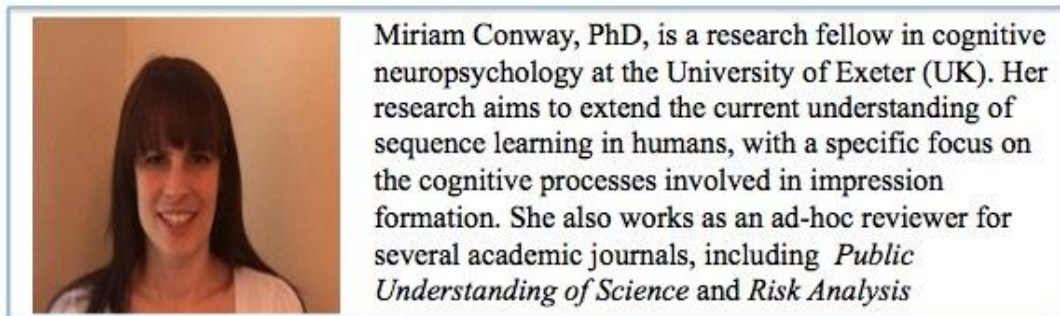 Miriam Conway, PhD, is a research fellow in cognitive
neuropsychology at the University of Exeter (UK). Her
research aims to extend the current understanding of
sequence learning in humans, with a specific focus on
the cognitive processes involved in impression
formation. She also works as an ad-hoc reviewer for
several academic journals, including Public
Understanding of Science and Risk Analysis